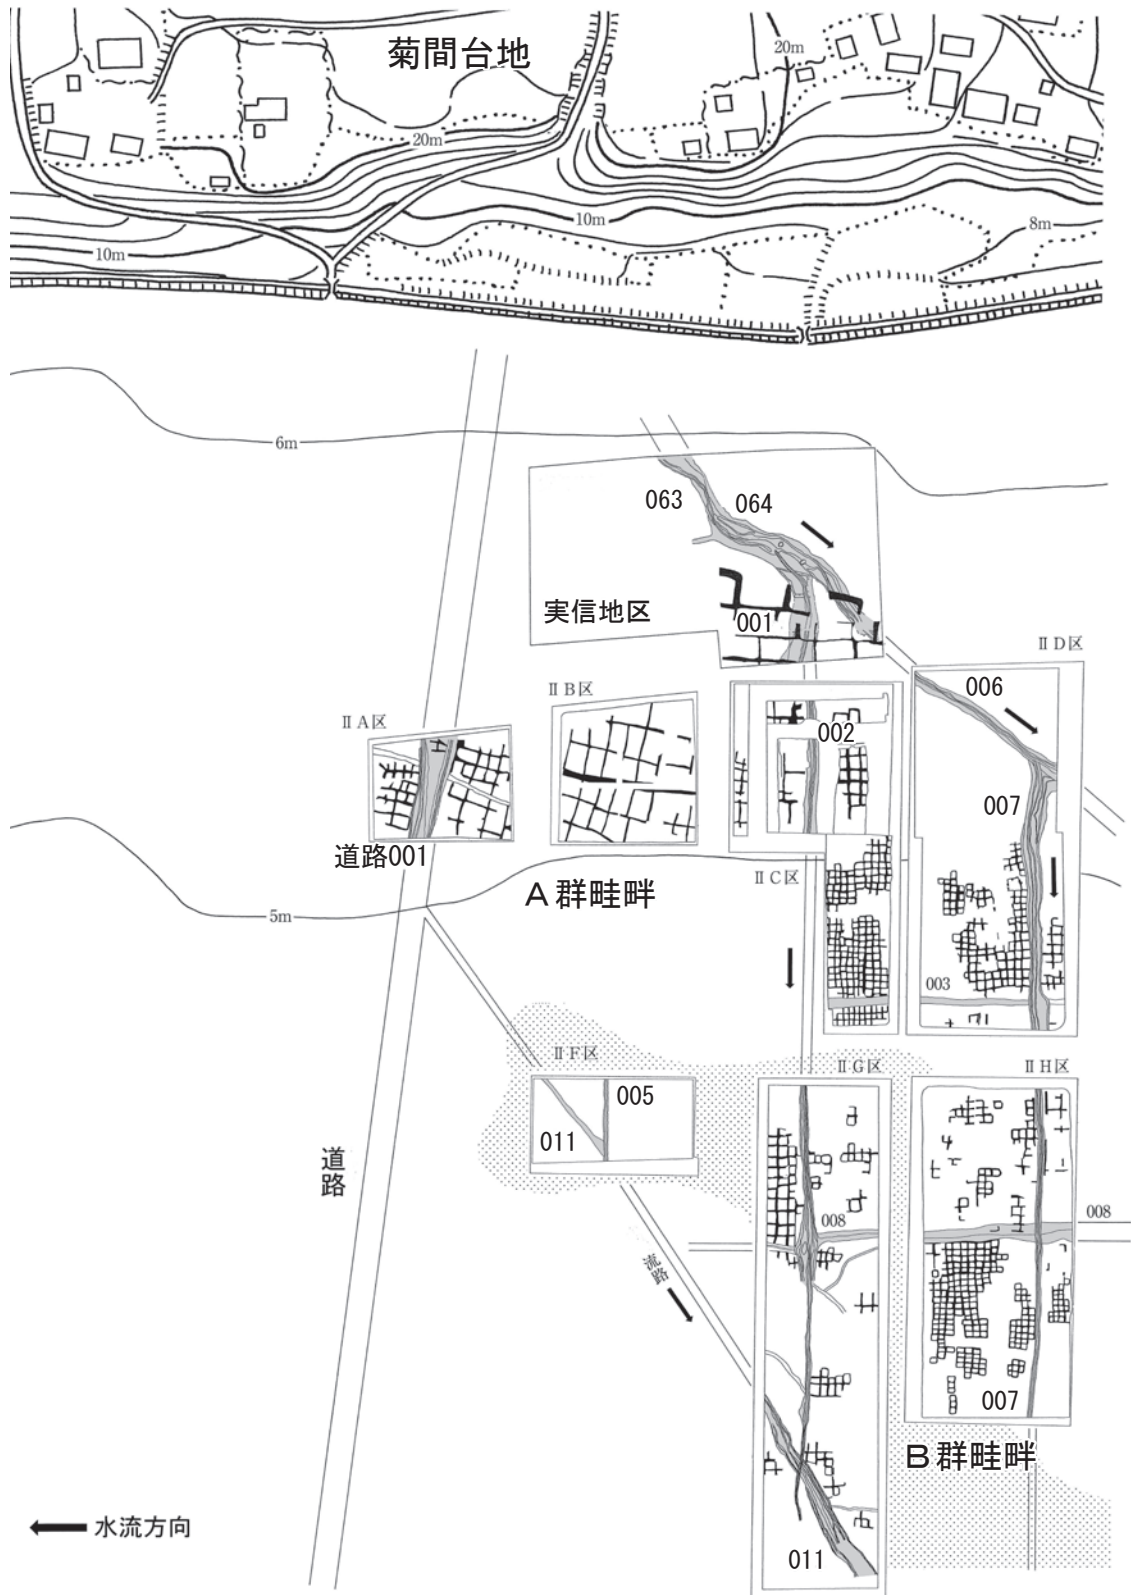 菊間台地
20m
20m
10m
8m
10m
6m
063
064
実信地区
001
ⅡD区
006
ⅡB区
ⅡA区
002
007
道路001
ⅡC区
A群畦畔
5m
003
ⅡF区
ⅡG区
ⅡH区
005
011
道路
008
008
流路
007
B群畦畔
水流方向
011